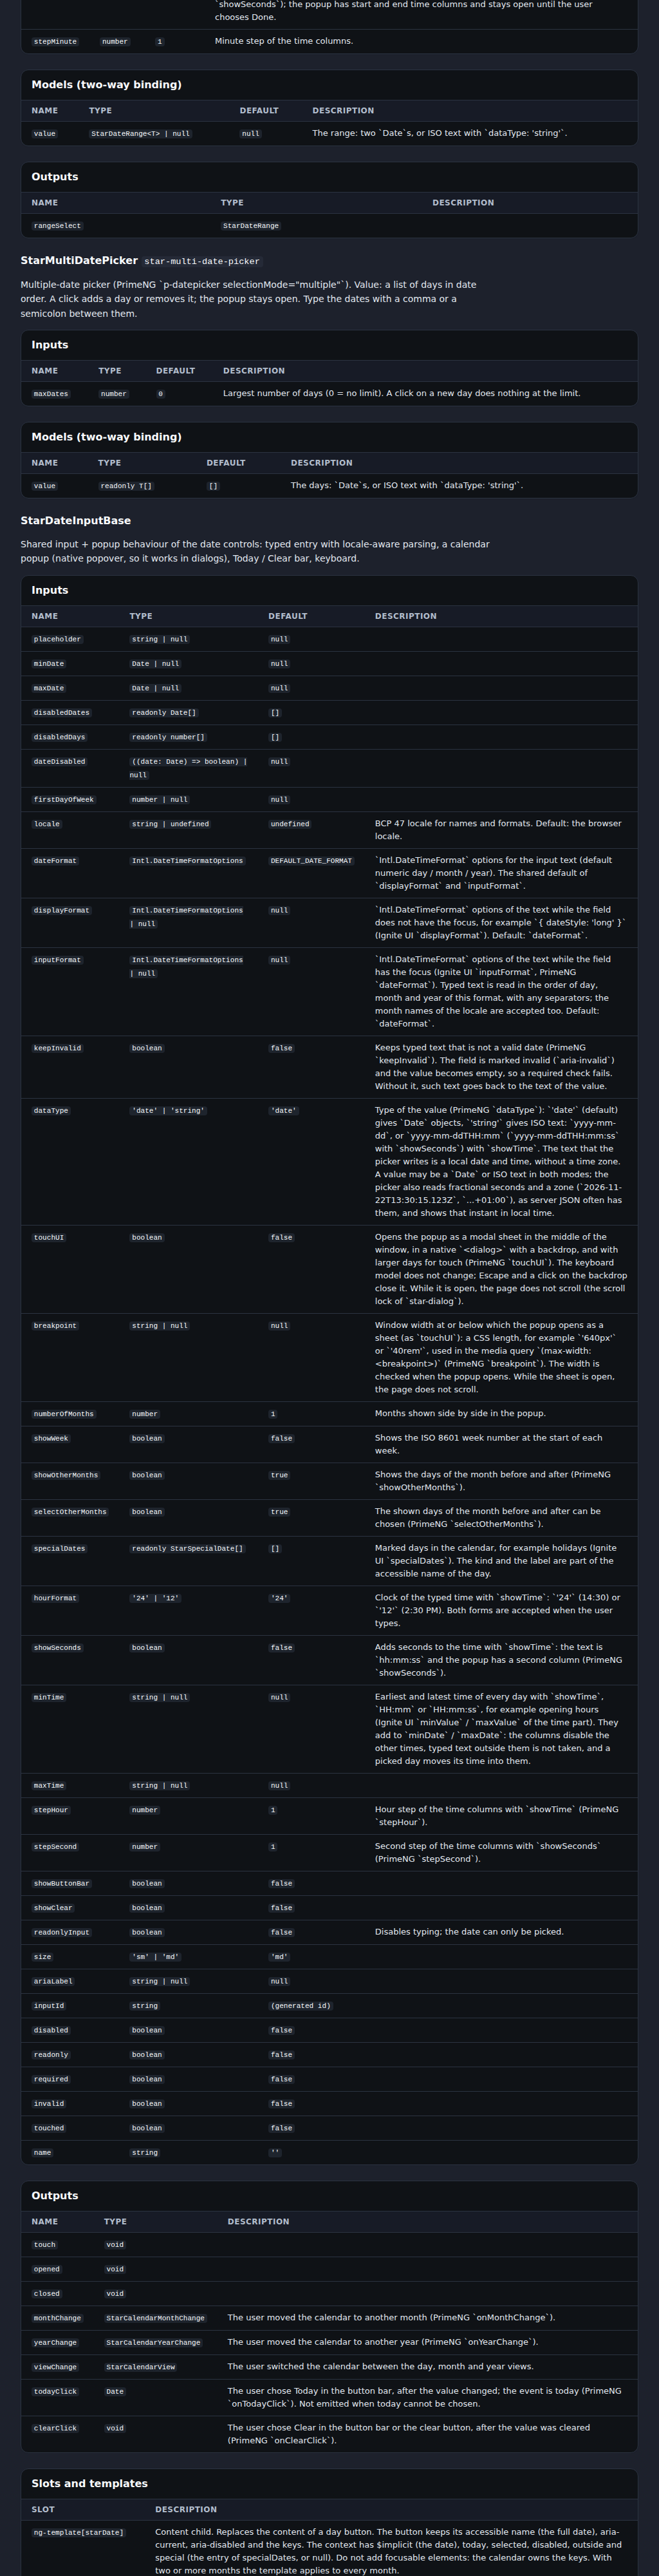 `showSeconds`); the popup has start and end time columns and stays open until the user
chooses Done.
stepMinute number 1 Minute step of the time columns.
Models (two-way binding)
NAME TYPE DEFAULT DESCRIPTION
value StarDateRange<T> | null null The range: two `Date`s, or ISO text with `dataType: 'string'`.
Outputs
NAME TYPE DESCRIPTION
rangeSelect StarDateRange
StarMultiDatePicker star-multi-date-picker
Multiple-date picker (PrimeNG `p-datepicker selectionMode="multiple"`). Value: a list of days in date
order. A click adds a day or removes it; the popup stays open. Type the dates with a comma or a
semicolon between them.
Inputs
NAME TYPE DEFAULT DESCRIPTION
maxDates number 0 Largest number of days (0 = no limit). A click on a new day does nothing at the limit.
Models (two-way binding)
NAME TYPE DEFAULT DESCRIPTION
value readonly T[] [] The days: `Date`s, or ISO text with `dataType: 'string'`.
StarDateInputBase
Shared input + popup behaviour of the date controls: typed entry with locale-aware parsing, a calendar
popup (native popover, so it works in dialogs), Today / Clear bar, keyboard.
Inputs
NAME TYPE DEFAULT DESCRIPTION
placeholder string | null null
minDate Date | null null
maxDate Date | null null
disabledDates readonly Date[] []
disabledDays readonly number[] []
dateDisabled ((date: Date) => boolean) | null
null
firstDayOfWeek number | null null
locale string | undefined undefined BCP 47 locale for names and formats. Default: the browser
locale.
dateFormat Intl.DateTimeFormatOptions DEFAULT_DATE_FORMAT `Intl.DateTimeFormat` options for the input text (default
numeric day / month / year). The shared default of
`displayFormat` and `inputFormat`.
displayFormat Intl.DateTimeFormatOptions null `Intl.DateTimeFormat` options of the text while the field
| null does not have the focus, for example `{ dateStyle: 'long' }`
(Ignite UI `displayFormat`). Default: `dateFormat`.
inputFormat Intl.DateTimeFormatOptions null `Intl.DateTimeFormat` options of the text while the field
| null has the focus (Ignite UI `inputFormat`, PrimeNG
`dateFormat`). Typed text is read in the order of day,
month and year of this format, with any separators; the
month names of the locale are accepted too. Default:
`dateFormat`.
keepInvalid boolean false Keeps typed text that is not a valid date (PrimeNG
`keepInvalid`). The field is marked invalid (`aria-invalid`)
and the value becomes empty, so a required check fails.
Without it, such text goes back to the text of the value.
dataType 'date' | 'string' 'date' Type of the value (PrimeNG `dataType`): `'date'` (default)
gives `Date` objects, `'string'` gives ISO text: `yyyy-mm-
dd`, or `yyyy-mm-ddTHH:mm` (`yyyy-mm-ddTHH:mm:ss`
with `showSeconds`) with `showTime`. The text that the
picker writes is a local date and time, without a time zone.
A value may be a `Date` or ISO text in both modes; the
picker also reads fractional seconds and a zone (`2026-11-
22T13:30:15.123Z`, `...+01:00`), as server JSON often has
them, and shows that instant in local time.
touchUI boolean false Opens the popup as a modal sheet in the middle of the
window, in a native `<dialog>` with a backdrop, and with
larger days for touch (PrimeNG `touchUI`). The keyboard
model does not change; Escape and a click on the backdrop
close it. While it is open, the page does not scroll (the scroll
lock of `star-dialog`).
breakpoint string | null null Window width at or below which the popup opens as a
sheet (as `touchUI`): a CSS length, for example `'640px'`
or `'40rem'`, used in the media query `(max-width:
<breakpoint>)` (PrimeNG `breakpoint`). The width is
checked when the popup opens. While the sheet is open,
the page does not scroll.
numberOfMonths number 1 Months shown side by side in the popup.
showWeek boolean false Shows the ISO 8601 week number at the start of each
week.
showOtherMonths boolean true Shows the days of the month before and after (PrimeNG
`showOtherMonths`).
selectOtherMonths boolean true The shown days of the month before and after can be
chosen (PrimeNG `selectOtherMonths`).
specialDates readonly StarSpecialDate[] [] Marked days in the calendar, for example holidays (Ignite
UI `specialDates`). The kind and the label are part of the
accessible name of the day.
hourFormat '24' | '12' '24' Clock of the typed time with `showTime`: `'24'` (14:30) or
`'12'` (2:30 PM). Both forms are accepted when the user
types.
showSeconds boolean false Adds seconds to the time with `showTime`: the text is
`hh:mm:ss` and the popup has a second column (PrimeNG
`showSeconds`).
minTime string | null null Earliest and latest time of every day with `showTime`,
`HH:mm` or `HH:mm:ss`, for example opening hours
(Ignite UI `minValue` / `maxValue` of the time part). They
add to `minDate` / `maxDate`: the columns disable the
other times, typed text outside them is not taken, and a
picked day moves its time into them.
maxTime string | null null
stepHour number 1 Hour step of the time columns with `showTime` (PrimeNG
`stepHour`).
stepSecond number 1 Second step of the time columns with `showSeconds`
(PrimeNG `stepSecond`).
showButtonBar boolean false
showClear boolean false
readonlyInput boolean false Disables typing; the date can only be picked.
size 'sm' | 'md' 'md'
ariaLabel string | null null
inputId string (generated id)
disabled boolean false
readonly boolean false
required boolean false
invalid boolean false
touched boolean false
name string ''
Outputs
NAME TYPE DESCRIPTION
touch void
opened void
closed void
monthChange StarCalendarMonthChange The user moved the calendar to another month (PrimeNG `onMonthChange`).
yearChange StarCalendarYearChange The user moved the calendar to another year (PrimeNG `onYearChange`).
viewChange StarCalendarView The user switched the calendar between the day, month and year views.
todayClick Date The user chose Today in the button bar, after the value changed; the event is today (PrimeNG
`onTodayClick`). Not emitted when today cannot be chosen.
clearClick void The user chose Clear in the button bar or the clear button, after the value was cleared
(PrimeNG `onClearClick`).
Slots and templates
SLOT DESCRIPTION
ng-template[starDate] Content child. Replaces the content of a day button. The button keeps its accessible name (the full date), aria-
current, aria-disabled and the keys. The context has $implicit (the date), today, selected, disabled, outside and
special (the entry of specialDates, or null). Do not add focusable elements: the calendar owns the keys. With
two or more months the template applies to every month.